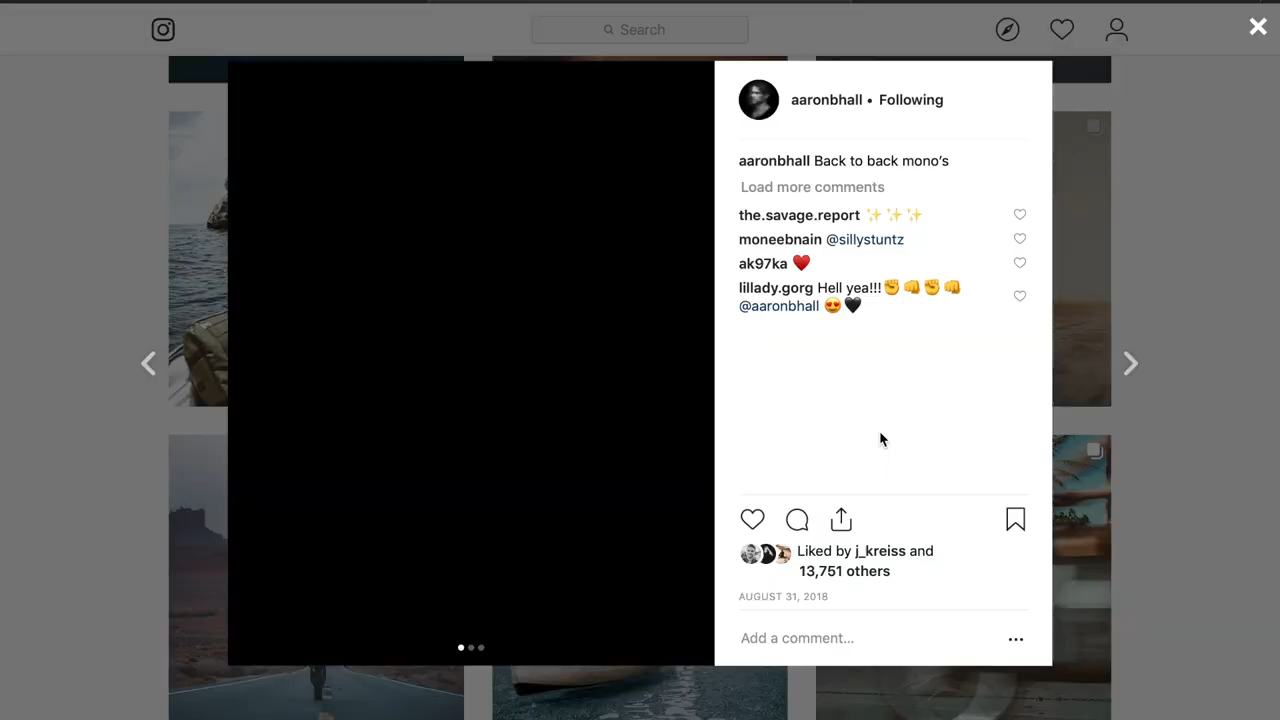 Search
aaronbhall • Following
aaronbhall Back to back mono’s
Load more comments
the.savage.report ✨✨✨
moneebnain @sillystuntz
ak97ka ❤️
lillady.gorg Hell yea!!!✊👊✊👊
@aaronbhall 😍🖤
Liked by j_kreiss and
13,751 others
AUGUST 31, 2018
Add a comment...